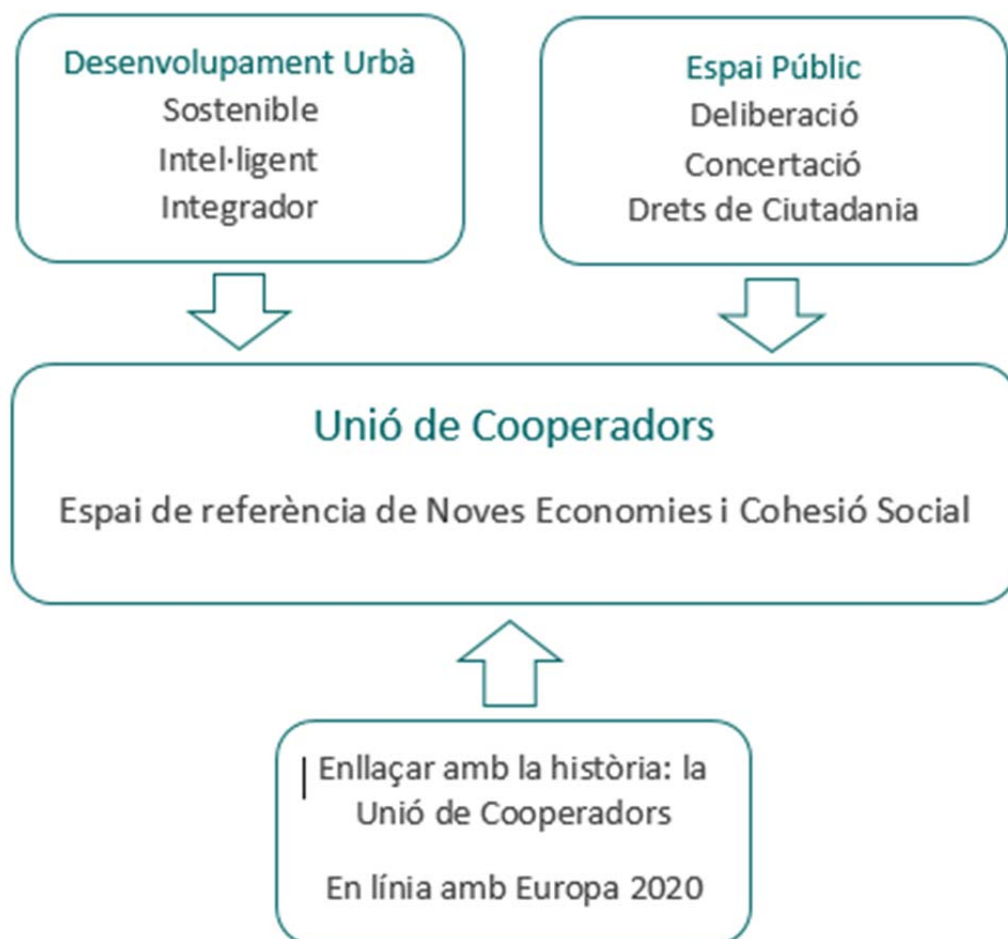 Desenvolupament Urbà
Sostenible
Intel·ligent
Integrador
Espai Públic
Deliberació
Concertació
Drets de Ciutadania
Unió de Cooperadors
Espai de referència de Noves Economies i Cohesió Social
Enllaçar amb la història: la
Unió de Cooperadors
En línia amb Europa 2020